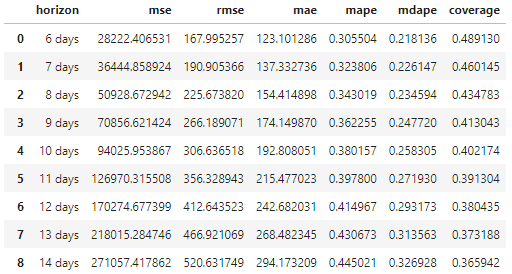 horizon mse rmse mae mape mdape coverage
0 6 days 28222.406531 167.995257 123.101286 0.305504 0.218136 0.489130
1 7 days 36444.858924 190.905366 137.332736 0.323806 0.226147 0.460145
2 8 days 50928.672942 225.673820 154.414898 0.343019 0.234594 0.434783
3 9 days 70856.621424 266.189071 174.149870 0.362255 0.247720 0.413043
4 10 days 94025.953867 306.636518 192.808051 0.380157 0.258305 0.402174
5 11 days 126970.315508 356.328943 215.477023 0.397800 0.271930 0.391304
6 12 days 170274.677399 412.643523 242.682031 0.414967 0.293173 0.380435
7 13 days 218015.284746 466.921069 268.482345 0.430673 0.313563 0.373188
8 14 days 271057.417862 520.631749 294.173209 0.445021 0.326928 0.365942